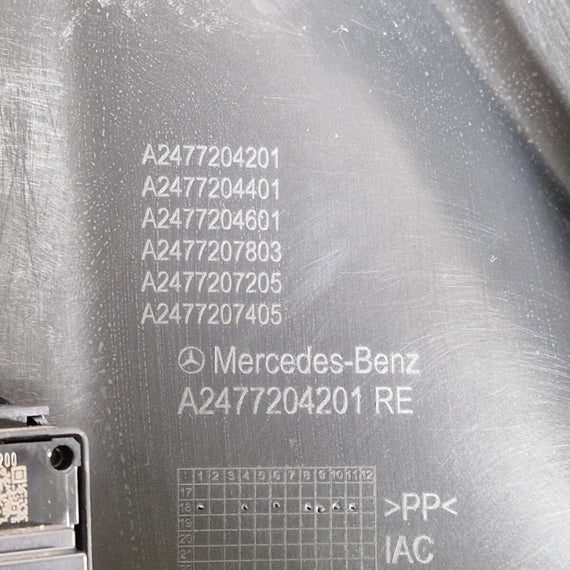 A2477204201
A2477204401
A2477204601
A2477207803
A2477207205
A2477207405
Mercedes-Benz
A2477204201 RE
1 2 3 4 5 6 7 8 9 10 11 12
17
18
19
20
21
>PP<
IAC